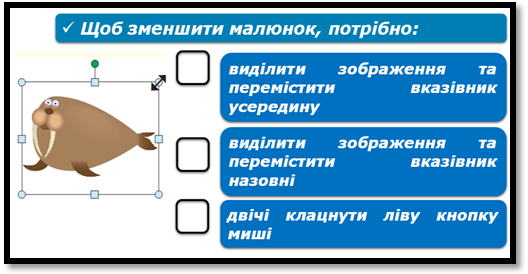 ✓ Щоб зменшити малюнок, потрібно:
виділити зображення та
перемістити вказівник
усередину
виділити зображення та
перемістити вказівник
назовні
двічі клацнути ліву кнопку
миші